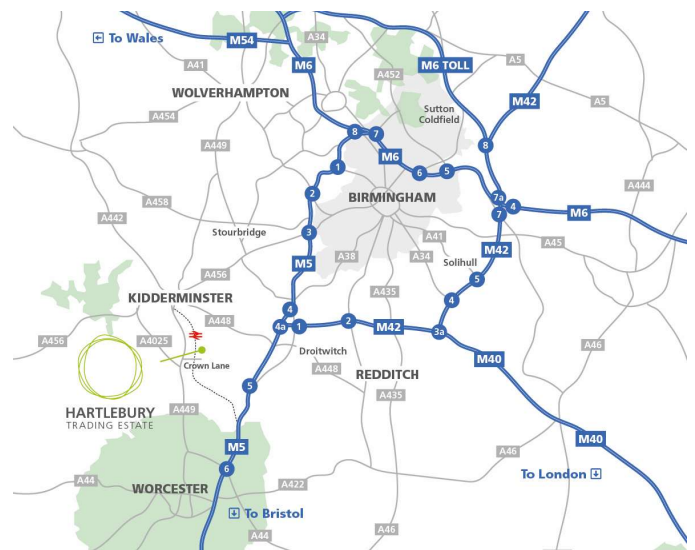 To Wales
M54
A34
M6
A452
M6 TOLL
A5
A41
WOLVERHAMPTON
M42
A5
A454
Sutton
Coldfield
A449
8
7
M6
8
1
6
5
A444
2
BIRMINGHAM
7a
4
A458
7
M6
A442
Stourbridge
3
A41
A45
A38
A34
M42
M5
Solihull
A456
5
KIDDERMINSTER
A435
4
4
A448
4a
1
2
M42
3a
A456
A4025
A46
Droitwitch
M40
Crown Lane
A448
REDDITCH
5
A435
HARTLEBURY
TRADING ESTATE
A449
M5
M40
A46
6
To London
A44
WORCESTER
A422
To Bristol
A44
A46